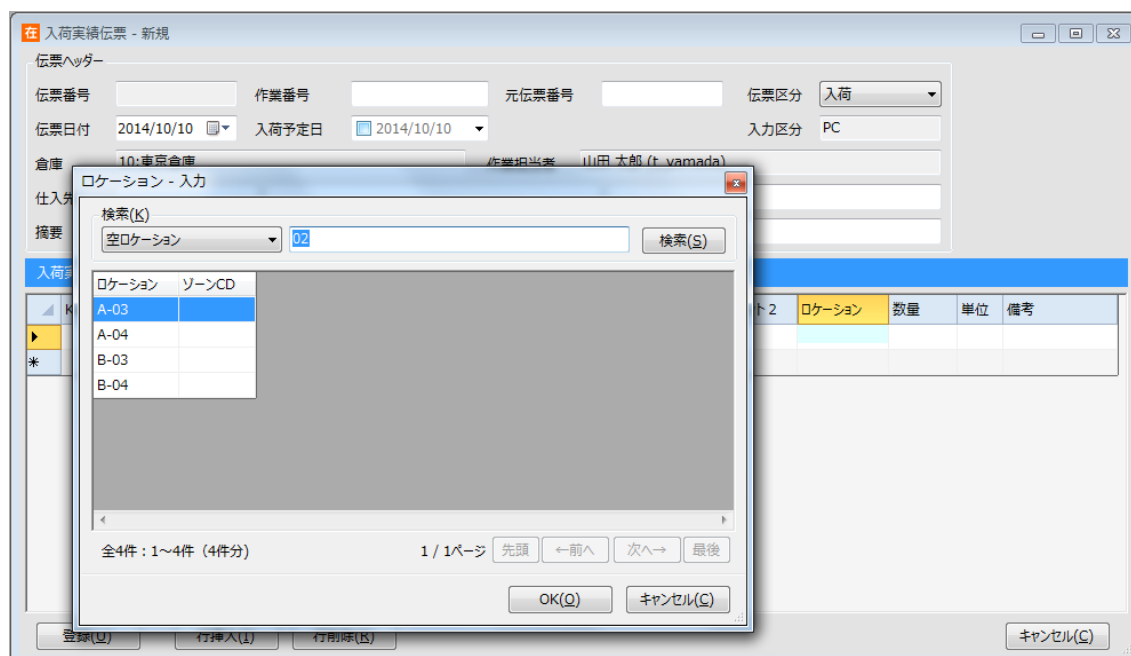 在 入荷実績伝票 - 新規
伝票ヘッダー
伝票番号 作業番号 元伝票番号 伝票区分 入荷
伝票日付 2014/10/10 入荷予定日 2014/10/10 入力区分 PC
倉庫 10:東京倉庫 作業担当者 山田 太郎 (t_yamada)
仕入先
摘要
ロケーション - 入力
検索(K)
空ロケーション 02 検索(S)
ロケーション ゾーンCD
A-03
A-04
B-03
B-04
全4件 : 1~4件 (4件分) 1 / 1ページ 先頭 ←前へ 次へ→ 最後
OK(O) キャンセル(C)
入荷実
K ト2 ロケーション 数量 単位 備考
登録(U) 行挿入(I) 行削除(R) キャンセル(C)